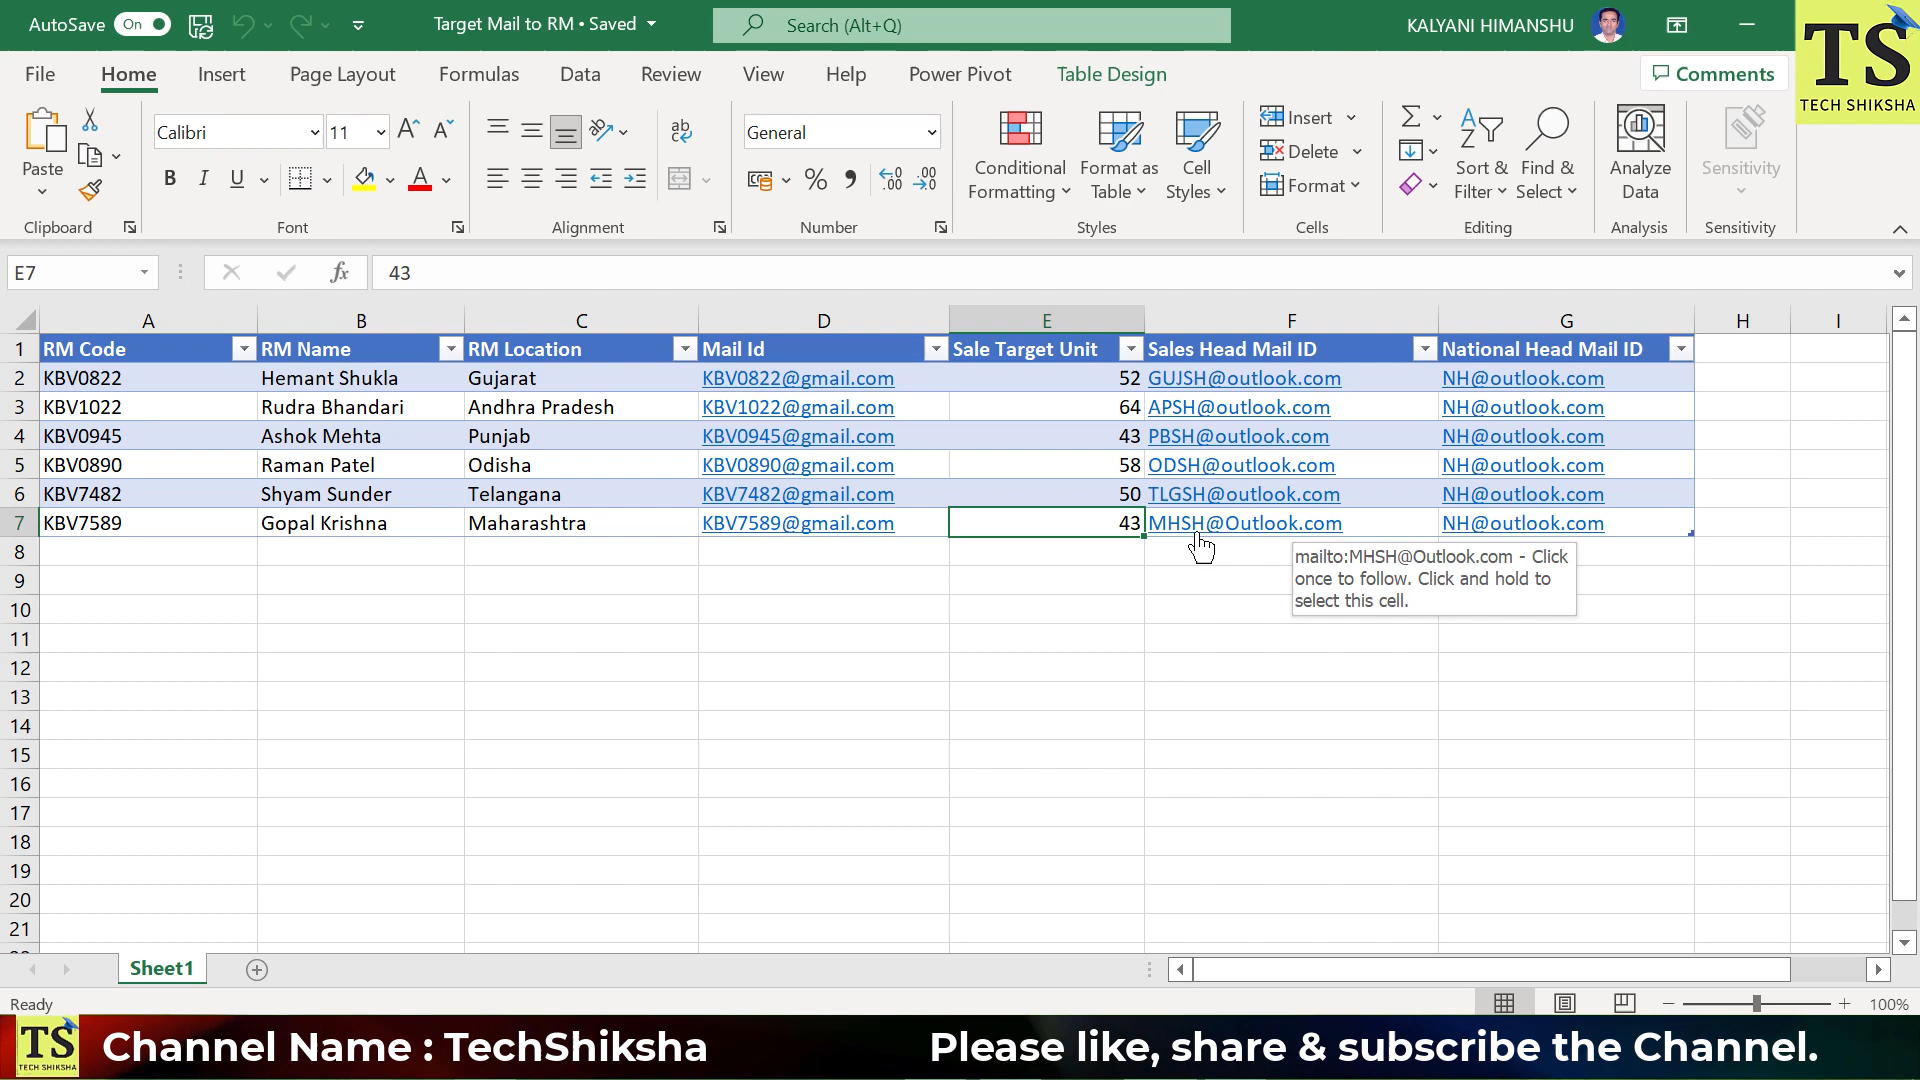 AutoSave On Target Mail to RM • Saved Search (Alt+Q) KALYANI HIMANSHU
TS
TECH SHIKSHA
File Home Insert Page Layout Formulas Data Review View Help Power Pivot Table Design Comments
Paste Calibri 11 General Conditional Formatting Format as Table Cell Styles Insert Delete Format Sort & Filter Find & Select Analyze Data Sensitivity
Clipboard Font Alignment Number Styles Cells Editing Analysis Sensitivity
E7 fx 43
A B C D E F G H I
1 RM Code RM Name RM Location Mail Id Sale Target Unit Sales Head Mail ID National Head Mail ID
2 KBV0822 Hemant Shukla Gujarat KBV0822@gmail.com 52 GUJSH@outlook.com NH@outlook.com
3 KBV1022 Rudra Bhandari Andhra Pradesh KBV1022@gmail.com 64 APSH@outlook.com NH@outlook.com
4 KBV0945 Ashok Mehta Punjab KBV0945@gmail.com 43 PBSH@outlook.com NH@outlook.com
5 KBV0890 Raman Patel Odisha KBV0890@gmail.com 58 ODSH@outlook.com NH@outlook.com
6 KBV7482 Shyam Sunder Telangana KBV7482@gmail.com 50 TLGSH@outlook.com NH@outlook.com
7 KBV7589 Gopal Krishna Maharashtra KBV7589@gmail.com 43 MHSH@Outlook.com NH@outlook.com
mailto:MHSH@Outlook.com - Click
once to follow. Click and hold to
select this cell.
8
9
10
11
12
13
14
15
16
17
18
19
20
21
Sheet1
Ready 100%
TS
TECH SHIKSHA
Channel Name : TechShiksha Please like, share & subscribe the Channel.